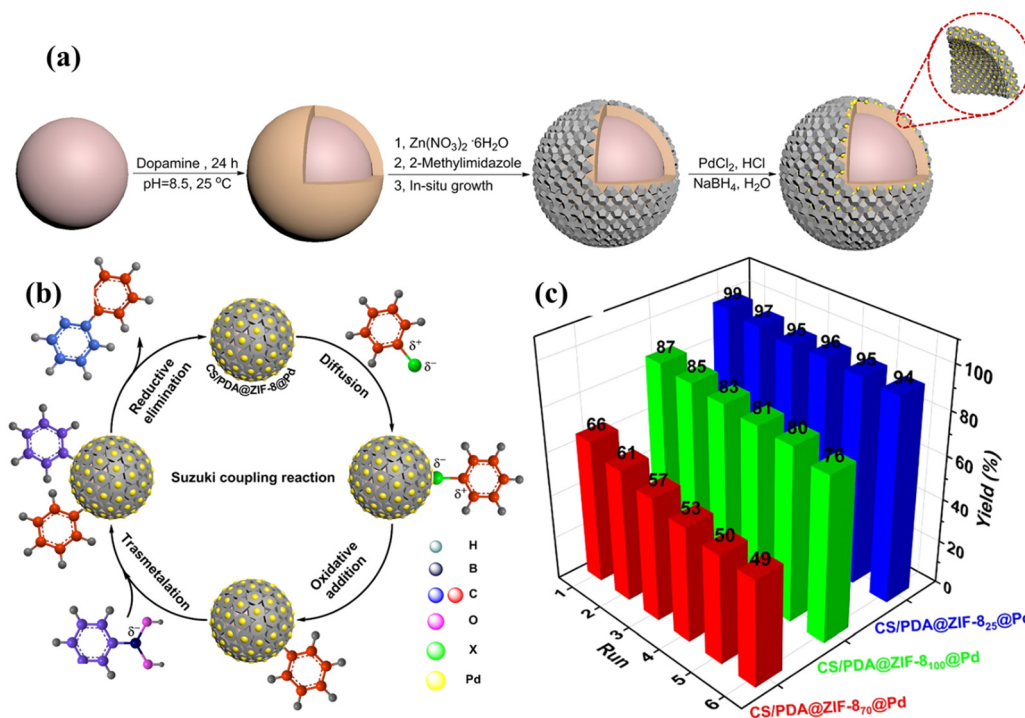 (a)
Dopamine , 24 h
pH=8.5, 25 °C
1, Zn(NO₃)₂ ·6H₂O
2, 2-Methylimidazole
3, In-situ growth
PdCl₂, HCl
NaBH₄, H₂O
(b)
Reductive
elimination
CS/PDA@ZIF-8@Pd
Diffusion
δ⁺
δ⁻
δ⁻
δ⁺
Suzuki coupling reaction
Oxidative
addition
Trasmetalation
δ⁻
H
B
C
O
X
Pd
(c)
99
97
95
96
95
94
87
85
83
81
80
76
66
61
57
53
50
49
100
80
60
40
20
0
Yield (%)
1
2
3
4
5
6
Run
CS/PDA@ZIF-8₂₅@Pd
CS/PDA@ZIF-8₁₀₀@Pd
CS/PDA@ZIF-8₇₀@Pd